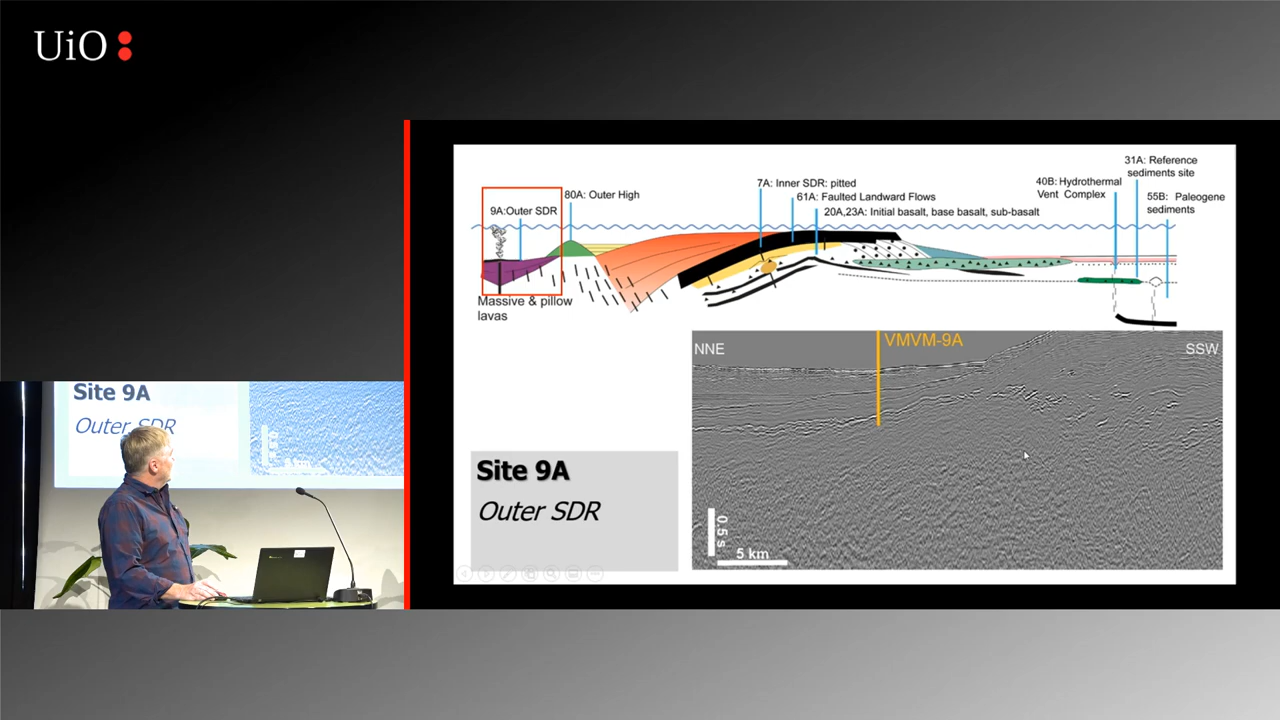 UiO
31A: Reference
sediments site
40B: Hydrothermal
Vent Complex
55B: Paleogene
sediments
7A: Inner SDR: pitted
61A: Faulted Landward Flows
20A,23A: Initial basalt, base basalt, sub-basalt
80A: Outer High
9A:Outer SDR
Massive & pillow
lavas
VMVM-9A
NNE
SSW
0.5 s
5 km
Site 9A
Outer SDR
Site 9A
Outer SDR